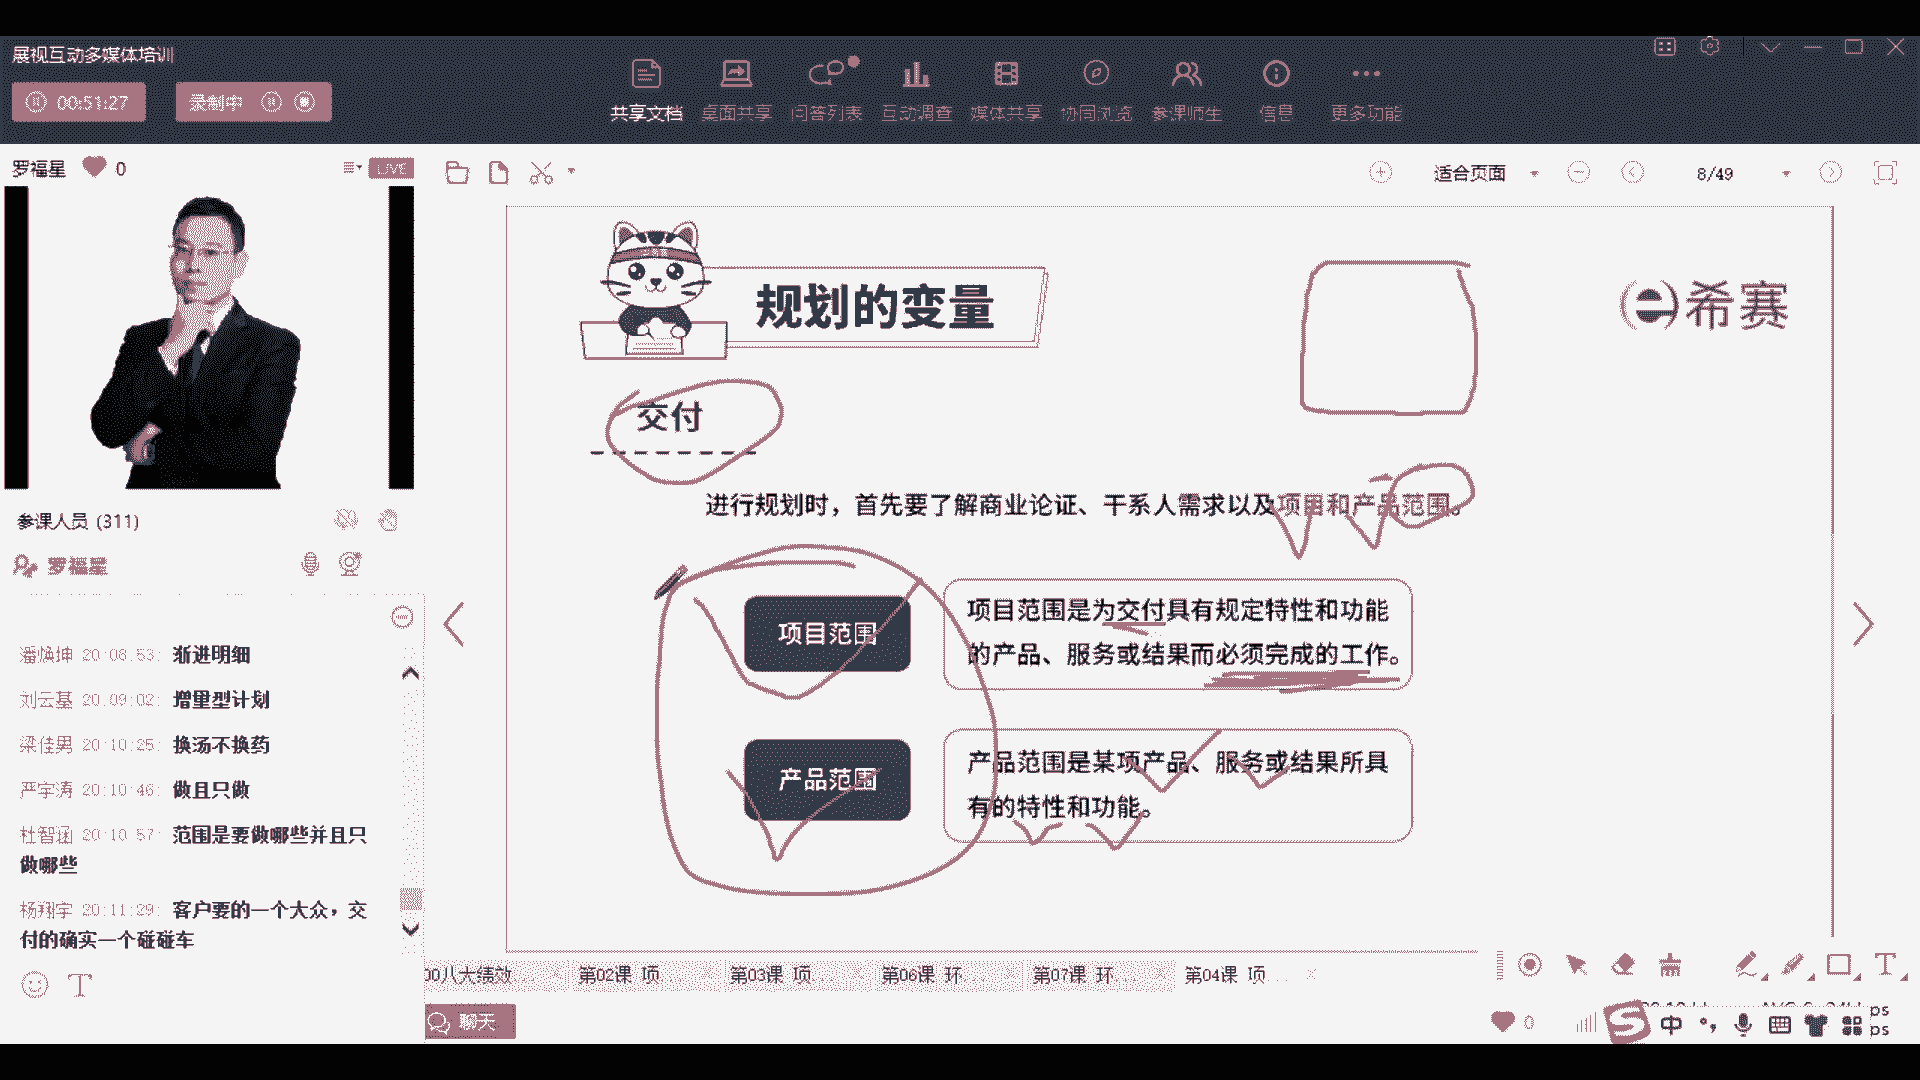 展视互动多媒体培训
00:51:27
录制中
共享文档
桌面共享
问答列表
互动调查
媒体共享
协同浏览
参课师生
信息
更多功能
罗福星
0
LIVE
适合页面
8/49
规划的变量
希赛
交付
进行规划时，首先要了解商业论证、干系人需求以及项目和产品范围。
项目范围
项目范围是为交付具有规定特性和功能
的产品、服务或结果而必须完成的工作。
产品范围
产品范围是某项产品、服务或结果所具
有的特性和功能。
参课人员 (311)
罗福星
潘焕坤 20:08:53: 渐进明细
刘云基 20:09:02: 增量型计划
梁佳男 20:10:25: 换汤不换药
严宇涛 20:10:46: 做且只做
杜智涵 20:10:57: 范围是要做哪些并且只
做哪些
杨翔宇 20:11:29: 客户要的一个大众，交
付的确实一个碰碰车
00八大绩效
第02课 项
第03课 项...
第06课 环
第07课 环...
第04课 项...
聊天
0
中
ps
ps